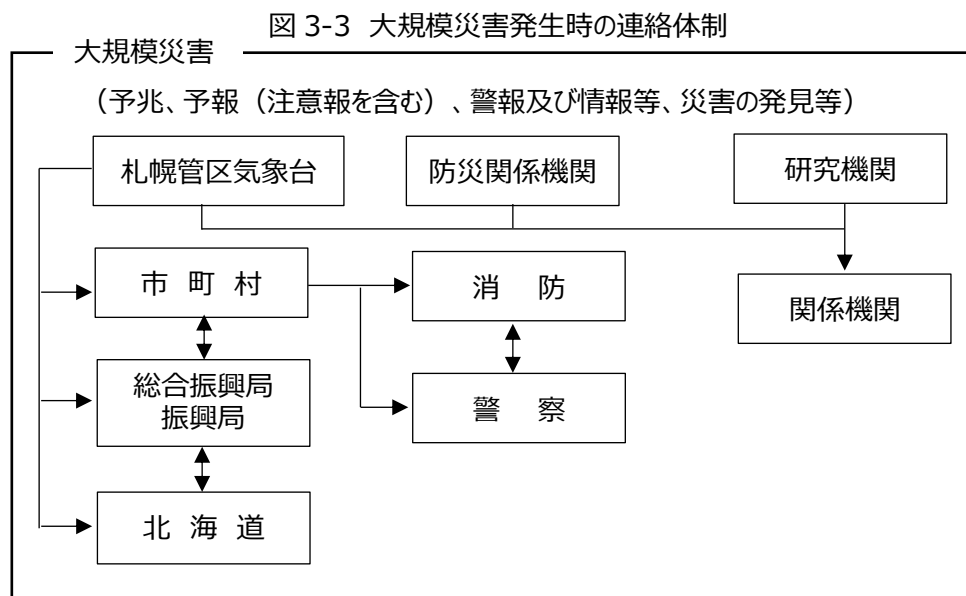 図 3-3 大規模災害発生時の連絡体制
大規模災害
（予兆、予報（注意報を含む）、警報及び情報等、災害の発見等）
札幌管区気象台
防災関係機関
研究機関
市 町 村
消 防
関係機関
総合振興局
振興局
警 察
北 海 道